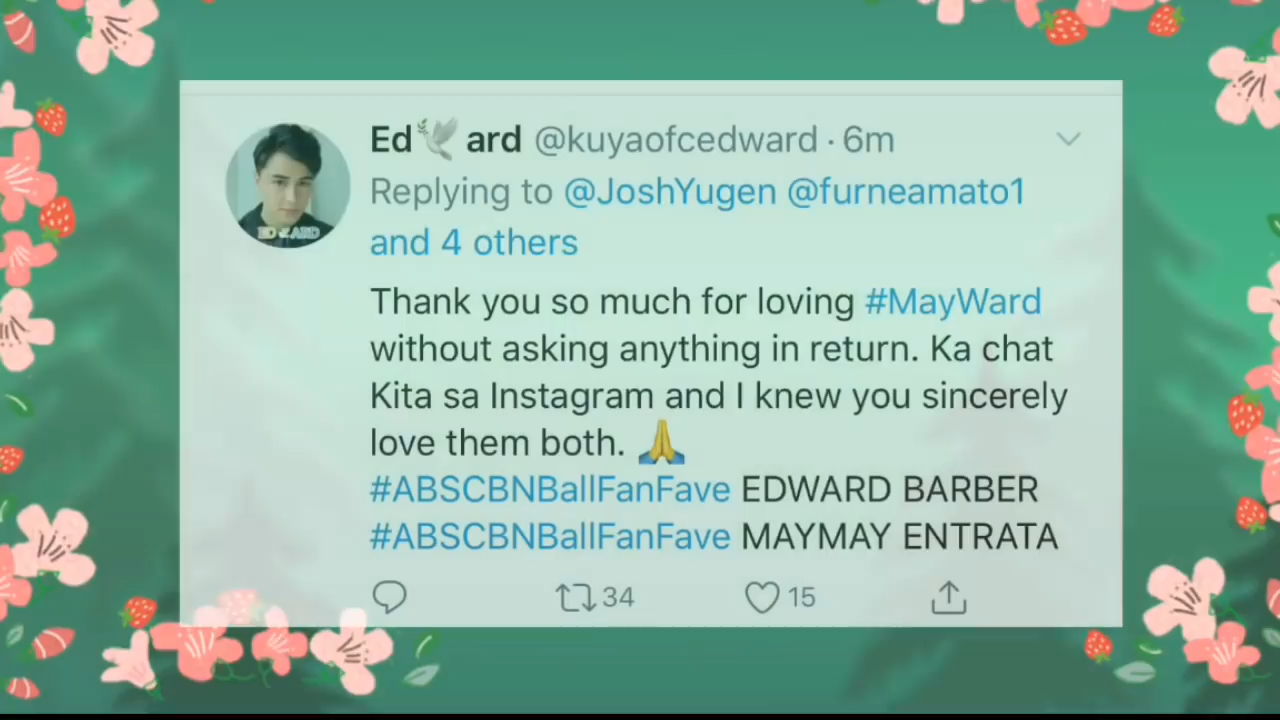 Ed🕊️ ard @kuyaofcedward · 6m
Replying to @JoshYugen @furneamato1
and 4 others
Thank you so much for loving #MayWard
without asking anything in return. Ka chat
Kita sa Instagram and I knew you sincerely
love them both. 🙏
#ABSCBNBallFanFave EDWARD BARBER
#ABSCBNBallFanFave MAYMAY ENTRATA
34 15